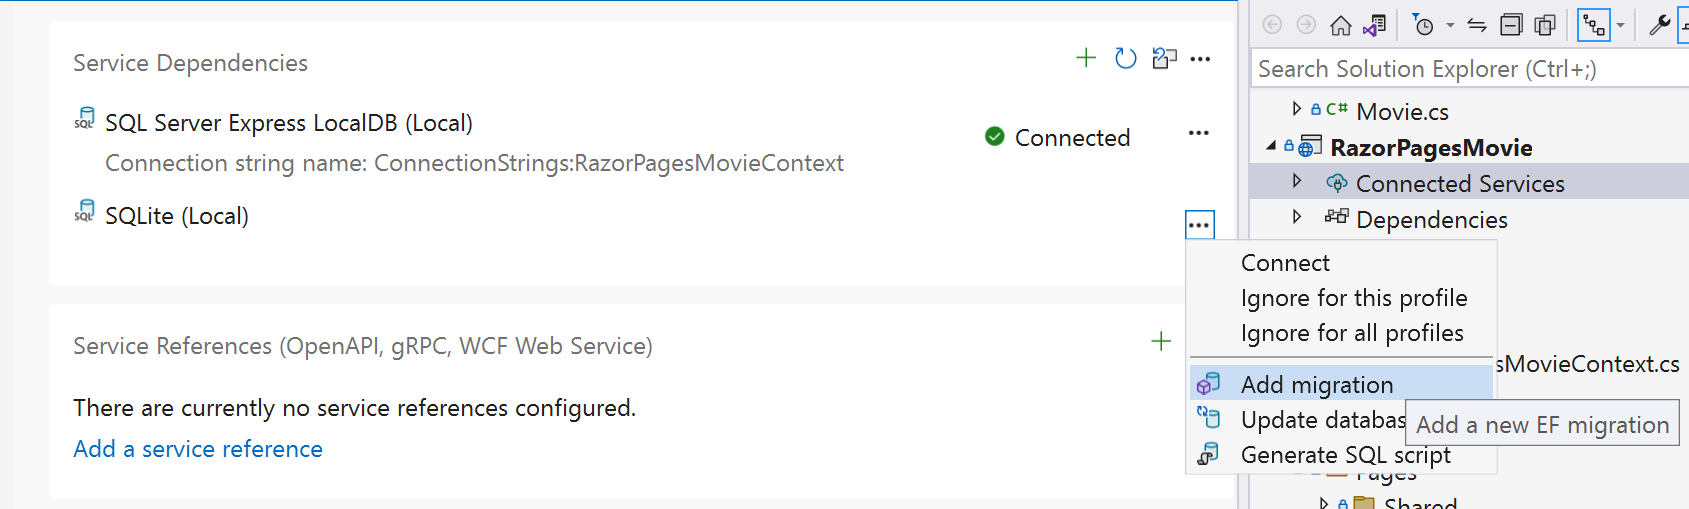 Service Dependencies
SQL Server Express LocalDB (Local)
Connected
Connection string name: ConnectionStrings:RazorPagesMovieContext
SQLite (Local)
Service References (OpenAPI, gRPC, WCF Web Service)
There are currently no service references configured.
Add a service reference
Connect
Ignore for this profile
Ignore for all profiles
Add migration
Update databas
Generate SQL script
Add a new EF migration
Search Solution Explorer (Ctrl+;)
C# Movie.cs
RazorPagesMovie
Connected Services
Dependencies
sMovieContext.cs
Pages
Shared